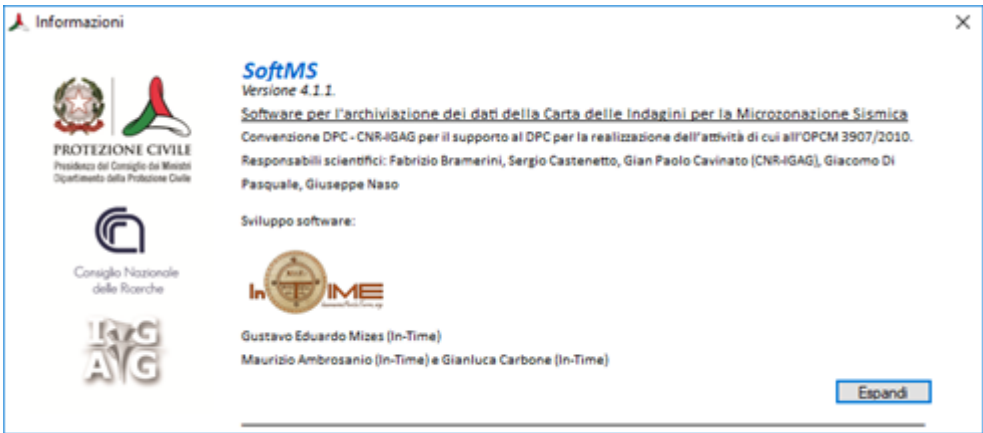 Informazioni
SoftMS
Versione 4.1.1.
Software per l'archiviazione dei dati della Carta delle Indagini per la Microzonazione Sismica
Convenzione DPC - CNR-IGAG per il supporto al DPC per la realizzazione dell'attività di cui all'OPCM 3907/2010.
Responsabili scientifici: Fabrizio Bramerini, Sergio Castenetto, Gian Paolo Cavinato (CNR-IGAG), Giacomo Di
Pasquale, Giuseppe Naso
PROTEZIONE CIVILE
Presidenza del Consiglio dei Ministri
Dipartimento della Protezione Civile
Consiglio Nazionale
delle Ricerche
IG
AG
Sviluppo software:
In TIME
Gustavo Eduardo Mizes (In-Time)
Maurizio Ambrosanio (In-Time) e Gianluca Carbone (In-Time)
Espandi